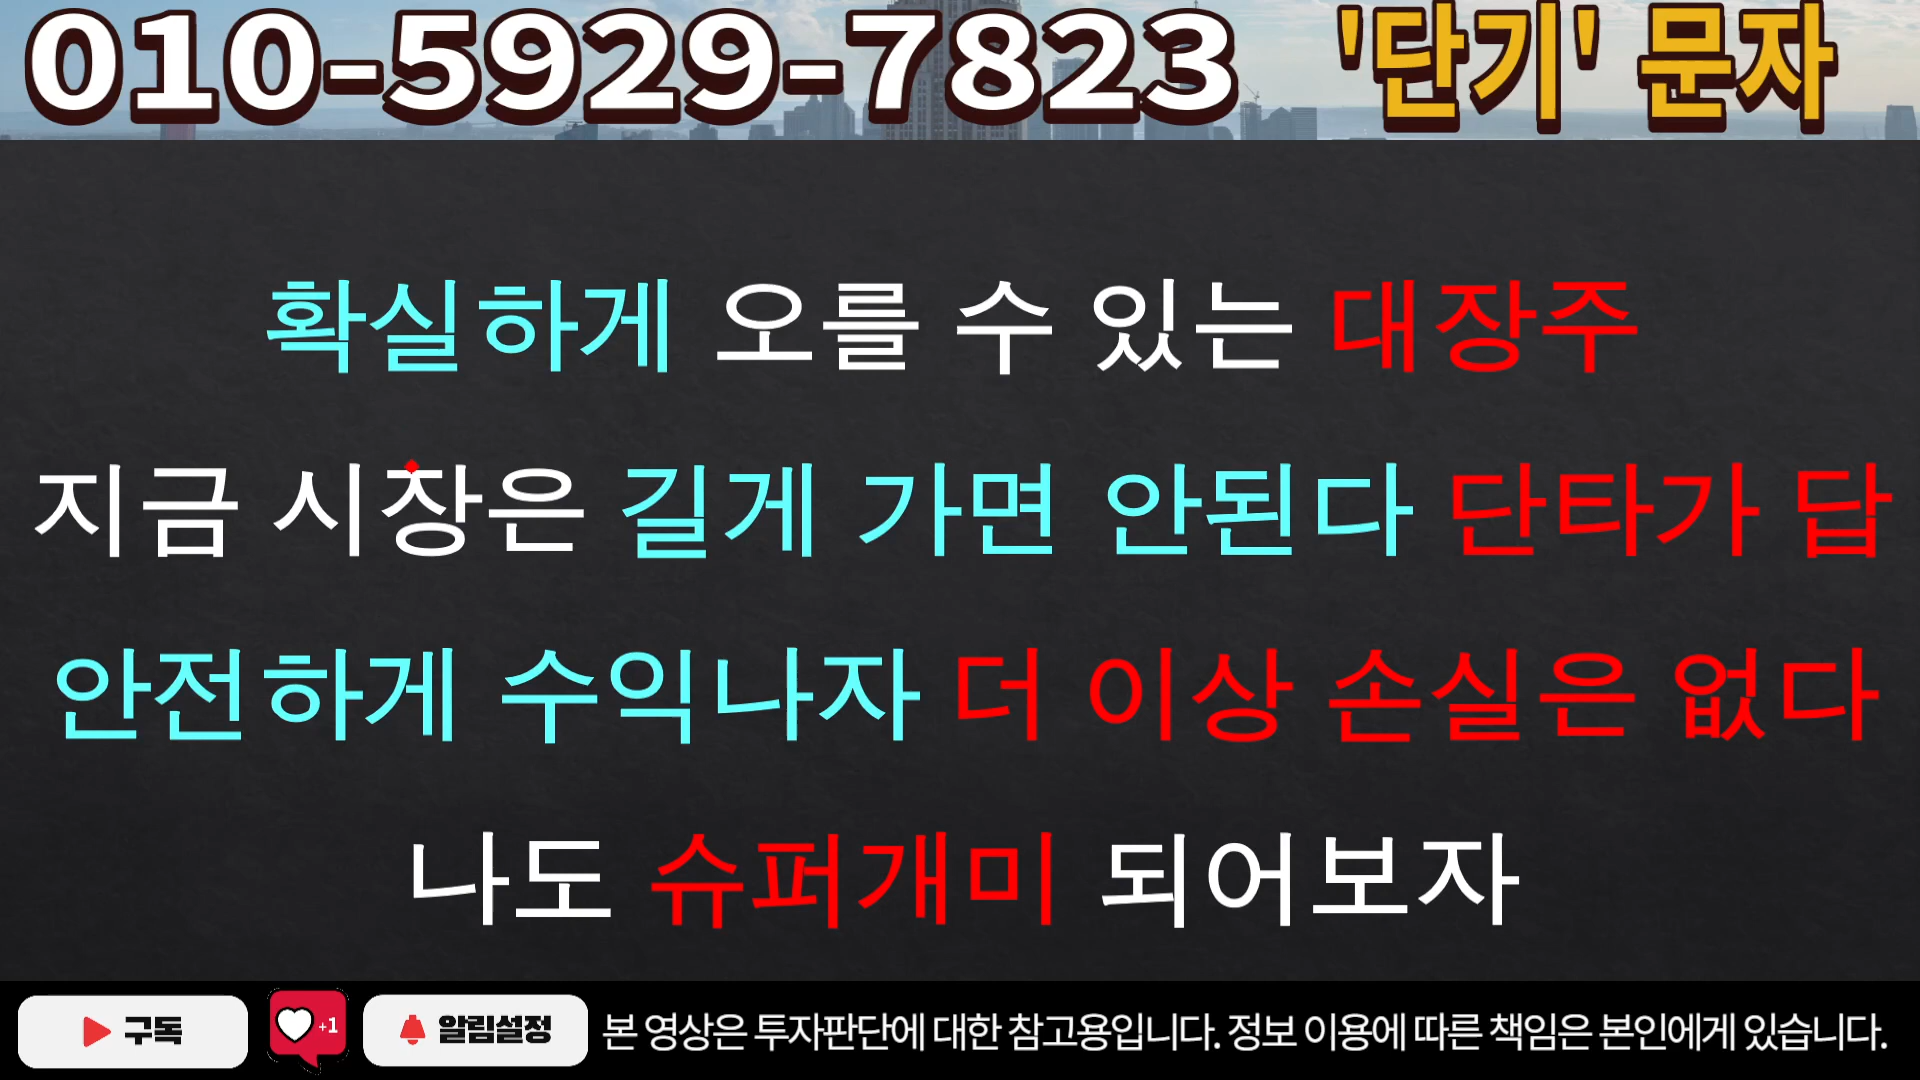 010-5929-7823 '단기' 문자
확실하게 오를 수 있는 대장주
지금 시장은 길게 가면 안된다 단타가 답
안전하게 수익나자 더 이상 손실은 없다
나도 슈퍼개미 되어보자
구독 +1 알림설정 본 영상은 투자판단에 대한 참고용입니다. 정보 이용에 따른 책임은 본인에게 있습니다.